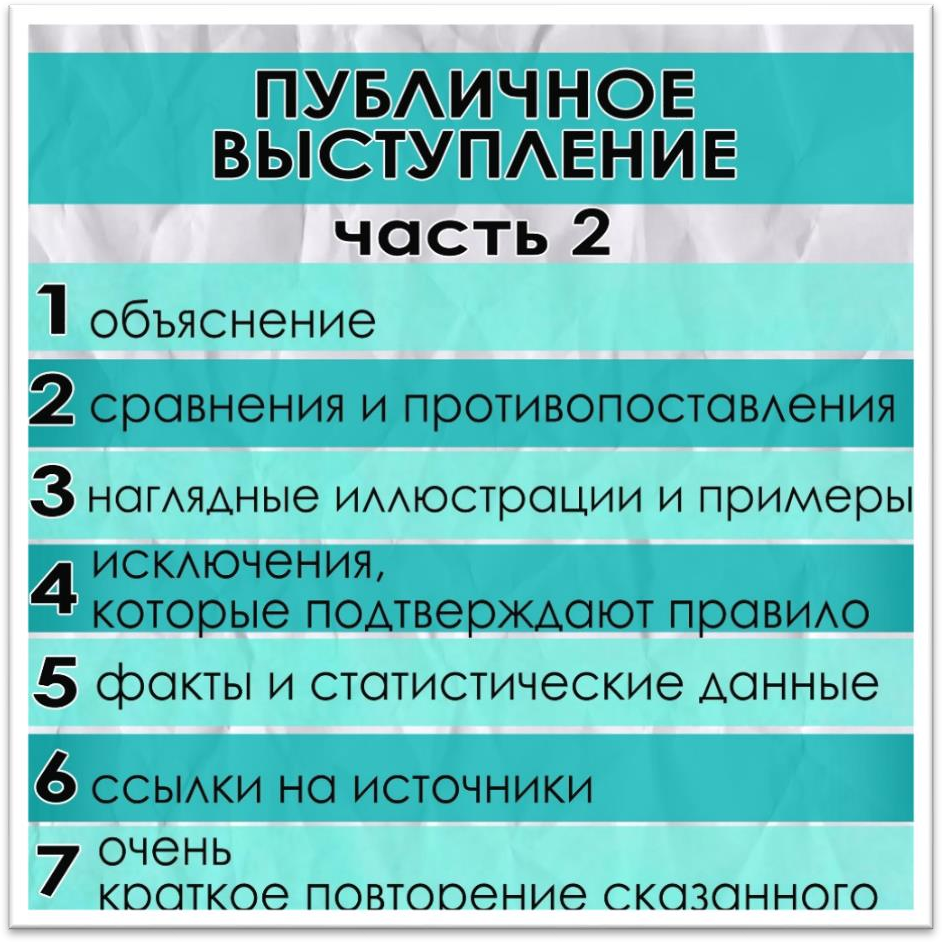 ПУБЛИЧНОЕ
ВЫСТУПЛЕНИЕ
часть 2
1 объяснение
2 сравнения и противопоставления
3 наглядные иллюстрации и примеры
4 исключения,
которые подтверждают правило
5 факты и статистические данные
6 ссылки на источники
7 очень
краткое повторение сказанного